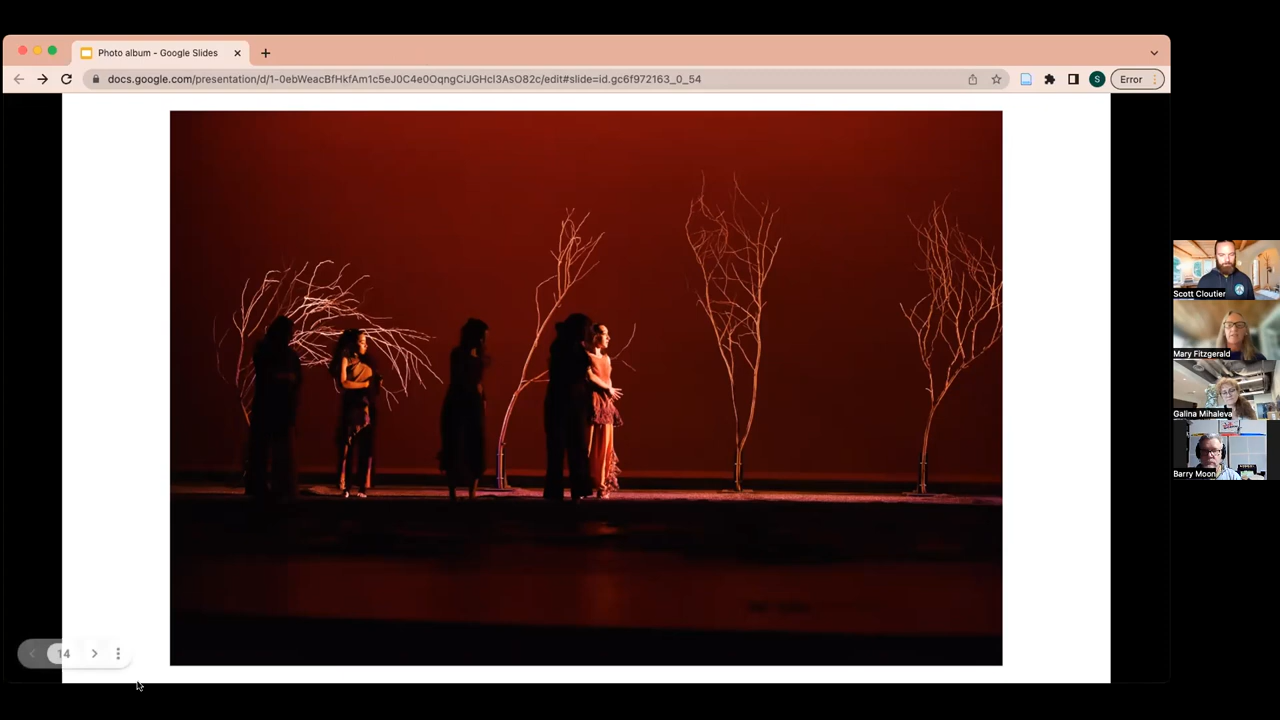 Photo album - Google Slides
docs.google.com/presentation/d/1-0ebWeacBfHkfAm1c5eJ0C4e0OqngCiJGHcI3AsO82c/edit#slide=id.gc6f972163_0_54
S
Error
Scott Cloutier
Mary Fitzgerald
Galina Mihaleva
Barry Moon
14